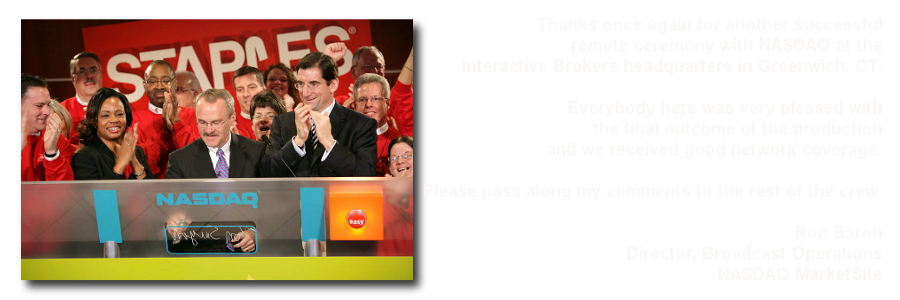 STAPLES
NASDAQ
easy
Thanks once again for another successful
remote ceremony with NASDAQ at the
Interactive Brokers headquarters in Greenwich, CT.
Everybody here was very pleased with
the final outcome of the production
and we received good network coverage.
Please pass along my comments to the rest of the crew.
Ron Baron
Director, Broadcast Operations
NASDAQ MarketSite